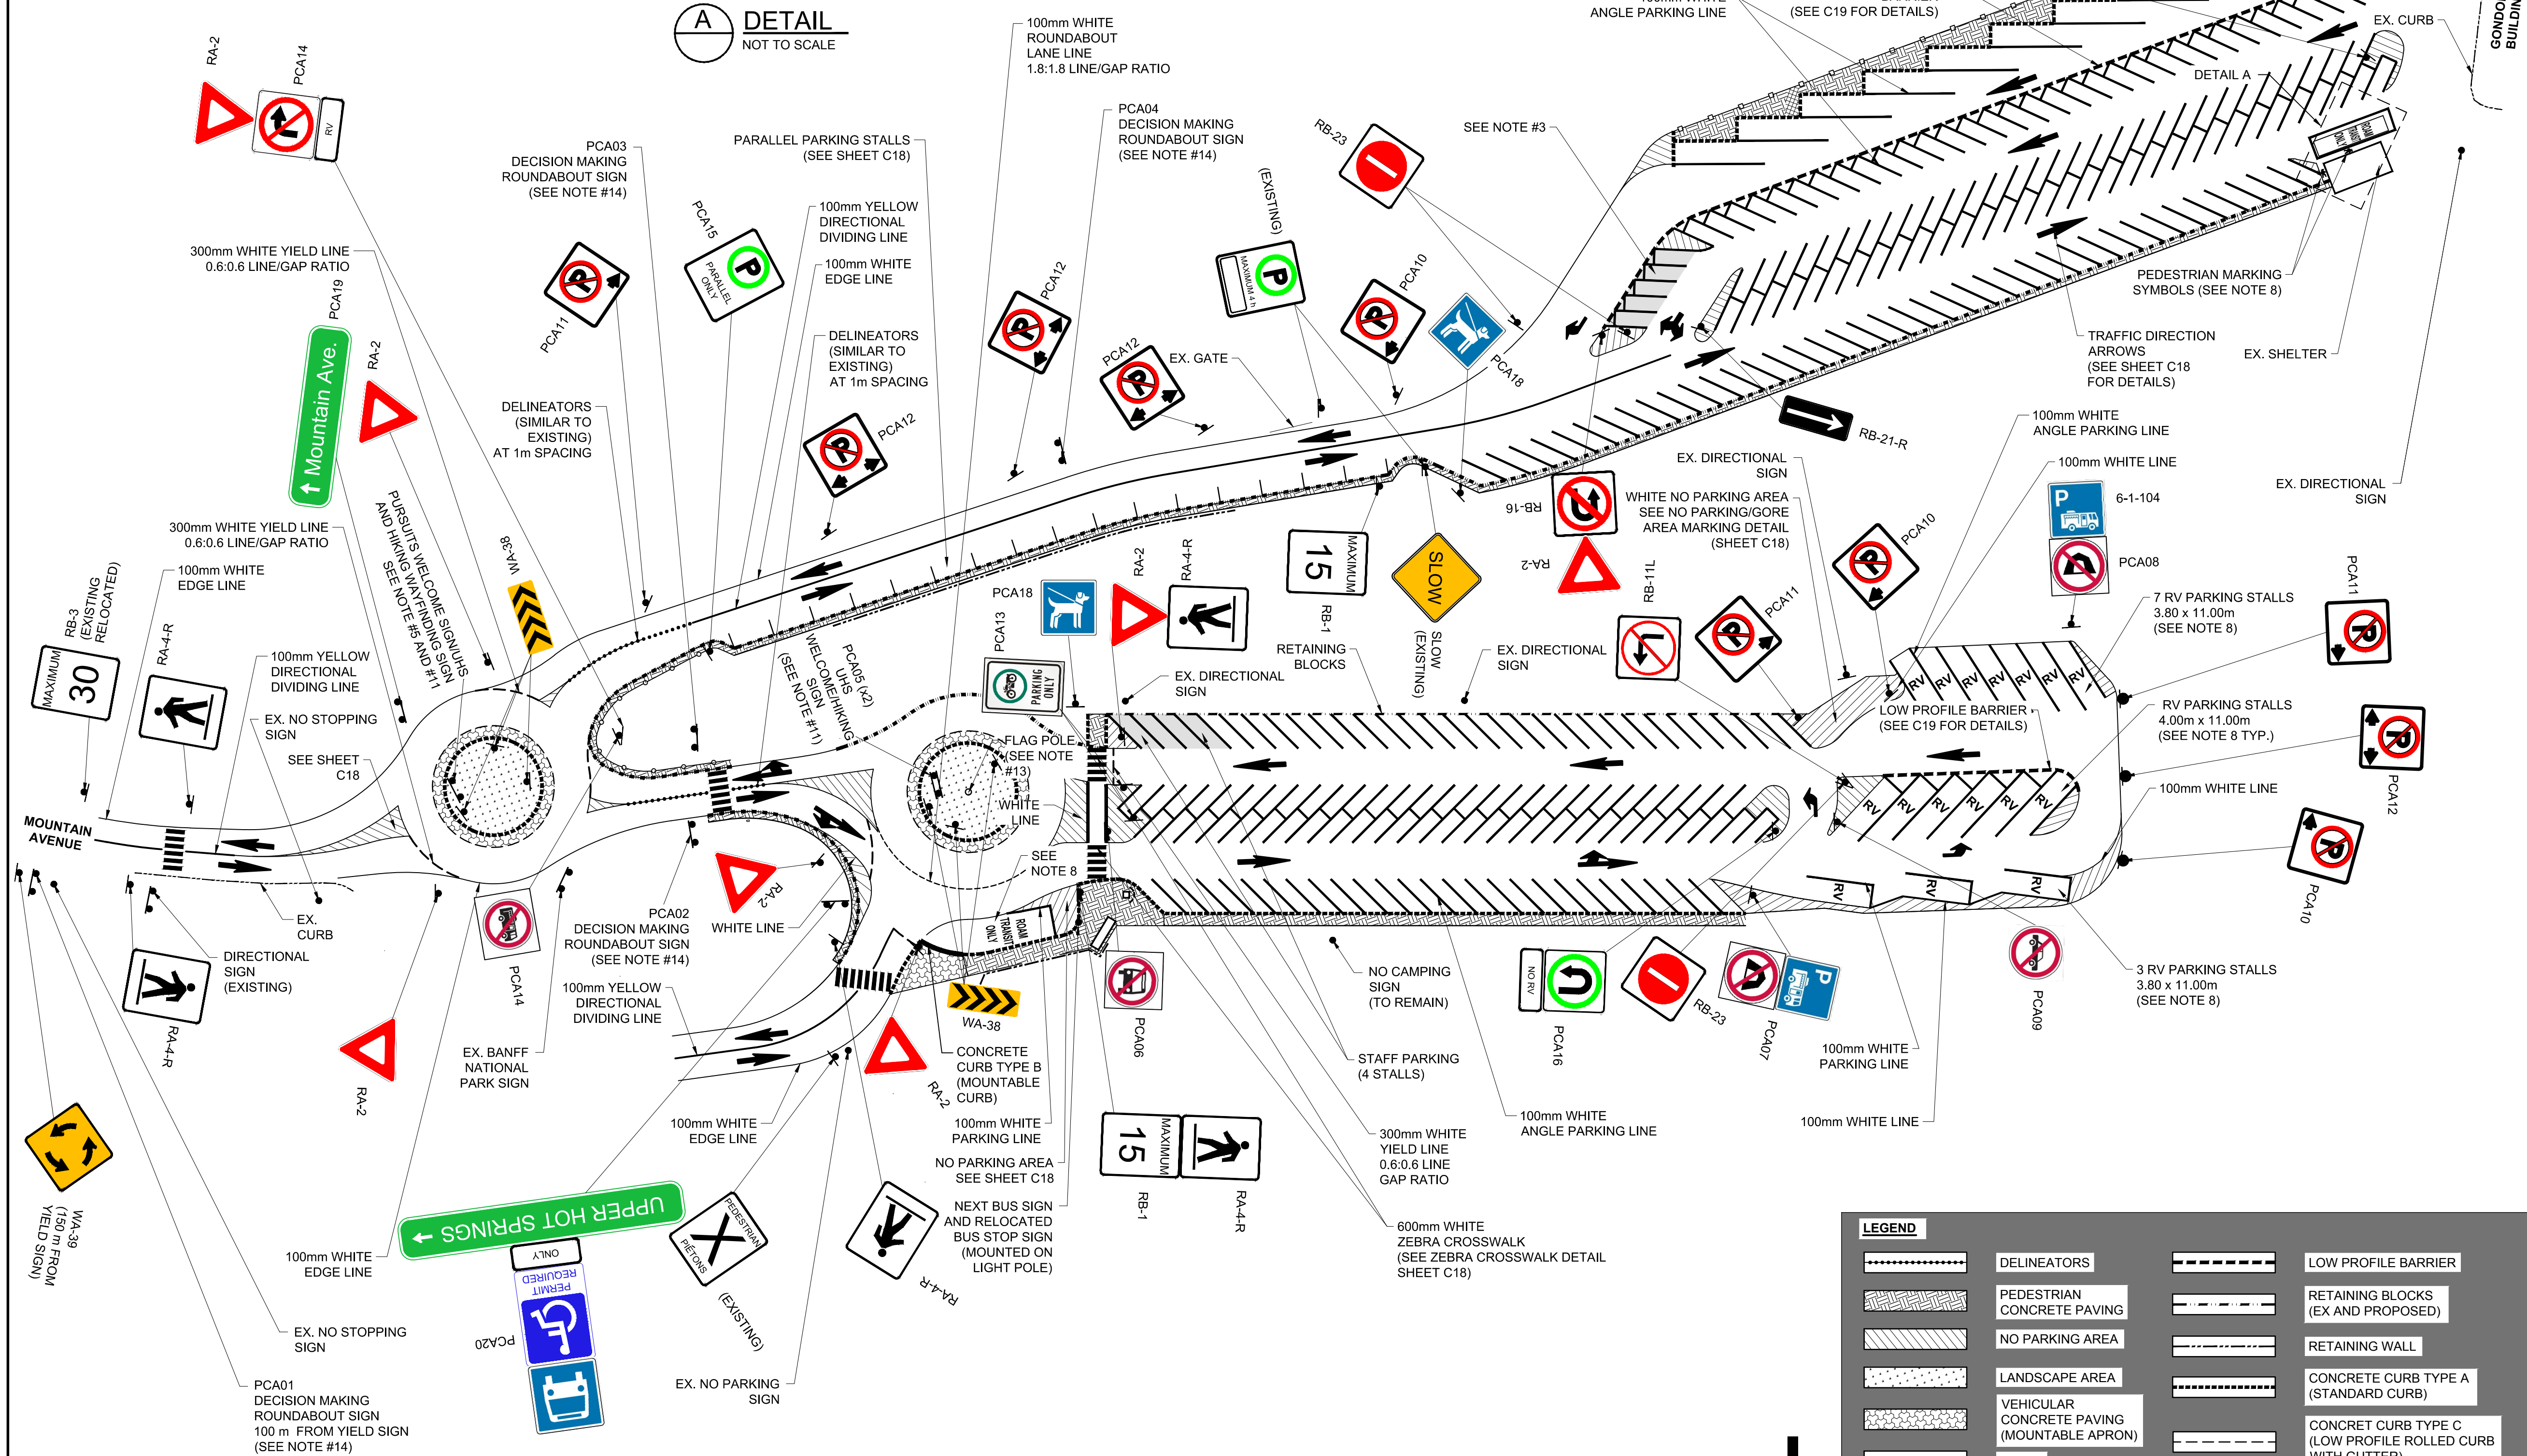 A
DETAIL
NOT TO SCALE
RA-2
PCA14
RV
100mm WHITE
ROUNDABOUT
LANE LINE
1.8:1.8 LINE/GAP RATIO
ANGLE PARKING LINE
(SEE C19 FOR DETAILS)
EX. CURB
DETAIL A
ROAM
TRANSIT
ONLY
PCA03
DECISION MAKING
ROUNDABOUT SIGN
(SEE NOTE #14)
PARALLEL PARKING STALLS
(SEE SHEET C18)
PCA04
DECISION MAKING
ROUNDABOUT SIGN
(SEE NOTE #14)
RB-23
SEE NOTE #3
(EXISTING)
MAXIMUM 4 h
P
300mm WHITE YIELD LINE
0.6:0.6 LINE/GAP RATIO
PCA15
P
PARALLEL
ONLY
100mm YELLOW
DIRECTIONAL
DIVIDING LINE
100mm WHITE
EDGE LINE
PCA11
PCA12
PCA10
PCA18
PEDESTRIAN MARKING
SYMBOLS (SEE NOTE 8)
PCA19
Mountain Ave.
RA-2
DELINEATORS
(SIMILAR TO
EXISTING)
AT 1m SPACING
PCA12
EX. GATE
TRAFFIC DIRECTION
ARROWS
(SEE SHEET C18
FOR DETAILS)
EX. SHELTER
DELINEATORS
(SIMILAR TO
EXISTING)
AT 1m SPACING
PCA12
RB-21-R
100mm WHITE
ANGLE PARKING LINE
EX. DIRECTIONAL
SIGN
100mm WHITE LINE
EX. DIRECTIONAL
SIGN
6-1-104
P
PCA08
RB-16
RA-2
WHITE NO PARKING AREA
SEE NO PARKING/GORE
AREA MARKING DETAIL
(SHEET C18)
PCA10
PCA11
300mm WHITE YIELD LINE
0.6:0.6 LINE/GAP RATIO
PURSUITS WELCOME SIGN/UHS
AND HIKING WAYFINDING SIGN
SEE NOTE #5 AND #11
WA-38
100mm WHITE
EDGE LINE
RB-3
(EXISTING
RELOCATED)
MAXIMUM
30
RA-4-R
MAXIMUM
15
RB-1
SLOW
SLOW
(EXISTING)
RB-11L
PCA11
7 RV PARKING STALLS
3.80 x 11.00m
(SEE NOTE 8)
PCA18
RA-2
RA-4-R
PCA13
PARKING
ONLY
PCA05 (x2)
UHS
WELCOME/HIKING
SIGN
(SEE NOTE #11)
EX. DIRECTIONAL
SIGN
RETAINING
BLOCKS
EX. DIRECTIONAL
SIGN
100mm YELLOW
DIRECTIONAL
DIVIDING LINE
EX. NO STOPPING
SIGN
SEE SHEET
C18
FLAG POLE
(SEE NOTE
#13)
LOW PROFILE BARRIER
(SEE C19 FOR DETAILS)
RV
RV
RV
RV
RV
RV
RV
RV PARKING STALLS
4.00m x 11.00m
(SEE NOTE 8 TYP.)
PCA12
RV
RV
RV
RV
RV
RV
100mm WHITE LINE
WHITE
LINE
MOUNTAIN
AVENUE
SEE
NOTE 8
RV
RV
RV
PCA10
EX.
CURB
DIRECTIONAL
SIGN
(EXISTING)
RA-4-R
PCA14
RA-2
PCA02
DECISION MAKING
ROUNDABOUT SIGN
(SEE NOTE #14)
WHITE LINE
RA-2
ROAM
TRANSIT
ONLY
NO CAMPING
SIGN
(TO REMAIN)
NO RV
PCA16
RB-23
PCA07
P
PCA09
3 RV PARKING STALLS
3.80 x 11.00m
(SEE NOTE 8)
100mm YELLOW
DIRECTIONAL
DIVIDING LINE
EX. BANFF
NATIONAL
PARK SIGN
WA-38
PCA06
CONCRETE
CURB TYPE B
(MOUNTABLE
CURB)
RA-2
STAFF PARKING
(4 STALLS)
100mm WHITE
PARKING LINE
100mm WHITE
EDGE LINE
100mm WHITE
PARKING LINE
100mm WHITE
ANGLE PARKING LINE
100mm WHITE LINE
NO PARKING AREA
SEE SHEET C18
MAXIMUM
15
RB-1
RA-4-R
300mm WHITE
YIELD LINE
0.6:0.6 LINE
GAP RATIO
NEXT BUS SIGN
AND RELOCATED
BUS STOP SIGN
(MOUNTED ON
LIGHT POLE)
600mm WHITE
ZEBRA CROSSWALK
(SEE ZEBRA CROSSWALK DETAIL
SHEET C18)
WA-39
(150 m FROM
YIELD SIGN)
100mm WHITE
EDGE LINE
UPPER HOT SPRINGS
ONLY
PERMIT
REQUIRED
PCA20
PEDESTRIAN
PIÉTONS
(EXISTING)
RA-4-R
EX. NO STOPPING
SIGN
EX. NO PARKING
SIGN
PCA01
DECISION MAKING
ROUNDABOUT SIGN
100 m FROM YIELD SIGN
(SEE NOTE #14)
LEGEND
DELINEATORS
PEDESTRIAN
CONCRETE PAVING
NO PARKING AREA
LANDSCAPE AREA
VEHICULAR
CONCRETE PAVING
(MOUNTABLE APRON)
LOW PROFILE BARRIER
RETAINING BLOCKS
(EX AND PROPOSED)
RETAINING WALL
CONCRETE CURB TYPE A
(STANDARD CURB)
CONCRET CURB TYPE C
(LOW PROFILE ROLLED CURB